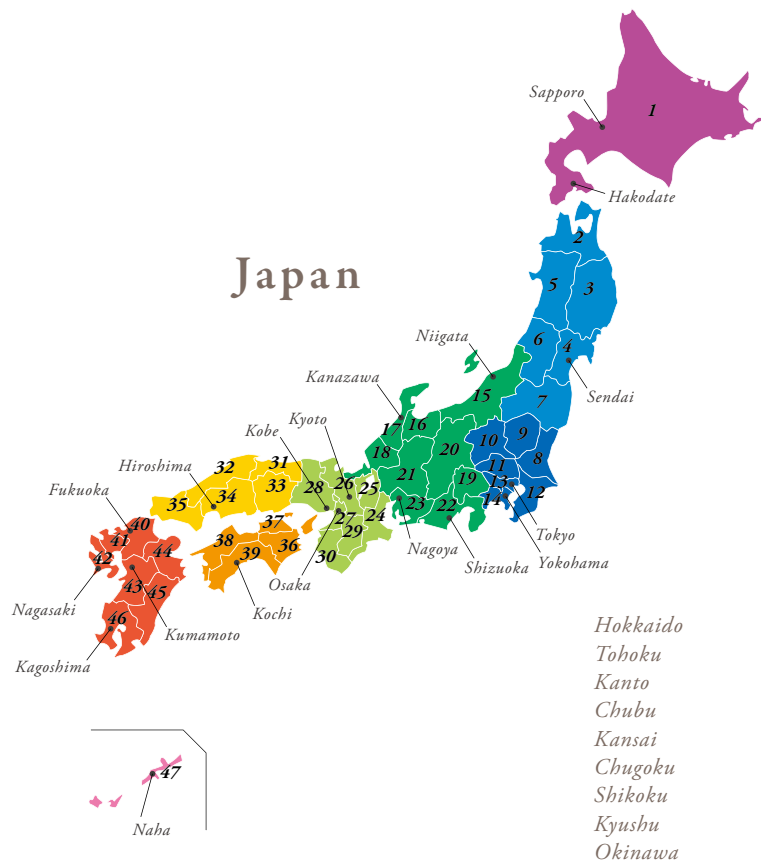 Sapporo
1
Hakodate
2
Japan
5
3
Niigata
6
4
Kanazawa
15
Sendai
Kyoto
7
Kobe
17
16
10
9
Hiroshima
32
31
18
20
8
Fukuoka
28
26
25
21
11
33
19
13
12
35
34
14
40
37
27
24
23
22
41
38
29
Tokyo
42
44
39
36
30
Nagoya
Yokohama
43
45
Osaka
Shizuoka
Nagasaki
Kochi
46
Kumamoto
Kagoshima
Hokkaido
Tohoku
Kanto
Chubu
Kansai
Chugoku
Shikoku
Kyushu
Okinawa
47
Naha